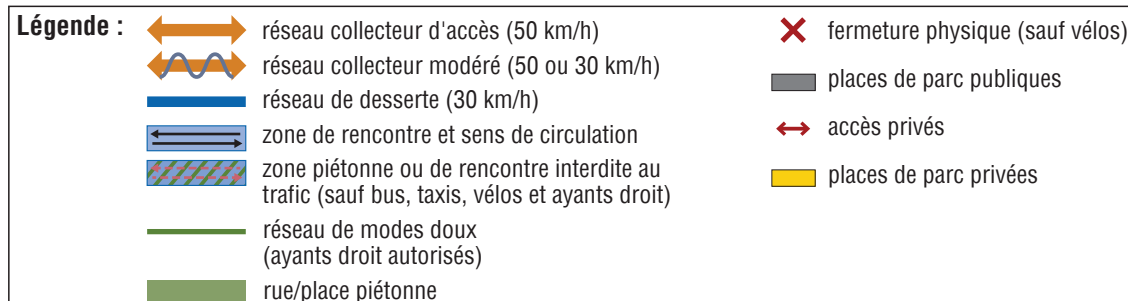 Légende :
réseau collecteur d'accès (50 km/h)
réseau collecteur modéré (50 ou 30 km/h)
réseau de desserte (30 km/h)
zone de rencontre et sens de circulation
zone piétonne ou de rencontre interdite au
trafic (sauf bus, taxis, vélos et ayants droit)
réseau de modes doux
(ayants droit autorisés)
rue/place piétonne
fermeture physique (sauf vélos)
places de parc publiques
accès privés
places de parc privées